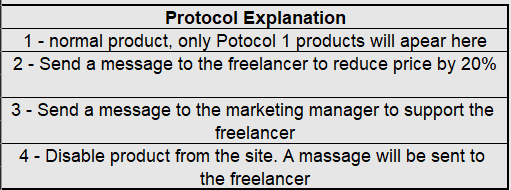 Protocol Explanation
1 - normal product, only Potocol 1 products will apear here
2 - Send a message to the freelancer to reduce price by 20%
3 - Send a message to the marketing manager to support the
freelancer
4 - Disable product from the site. A massage will be sent to
the freelancer